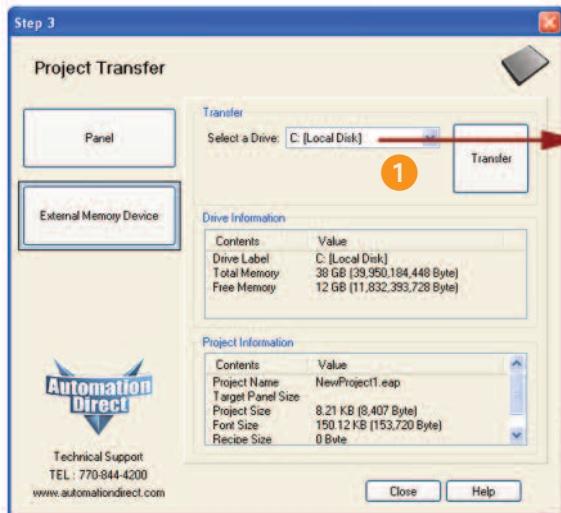 Step 3
Project Transfer
Panel
External Memory Device
Transfer
Select a Drive: C: [Local Disk]
Transfer
1
Drive Information
Contents Value
Drive Label C: [Local Disk]
Total Memory 38 GB (39,950,184,448 Byte)
Free Memory 12 GB (11,832,393,728 Byte)
Project Information
Contents Value
Project Name NewProject1.eap
Target Panel Size
Project Size 8.21 KB (8,407 Byte)
Font Size 150.12 KB (153,720 Byte)
Recipe Size 0 Byte
Automation
Direct
Technical Support
TEL : 770-844-4200
www.automationdirect.com
Close Help